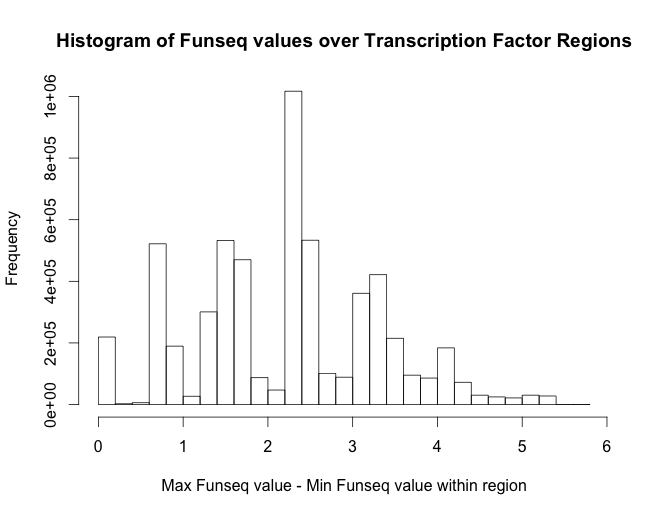 Histogram of Funseq values over Transcription Factor Regions
Frequency
1e+06
8e+05
6e+05
4e+05
2e+05
0e+00
0 1 2 3 4 5 6
Max Funseq value - Min Funseq value within region